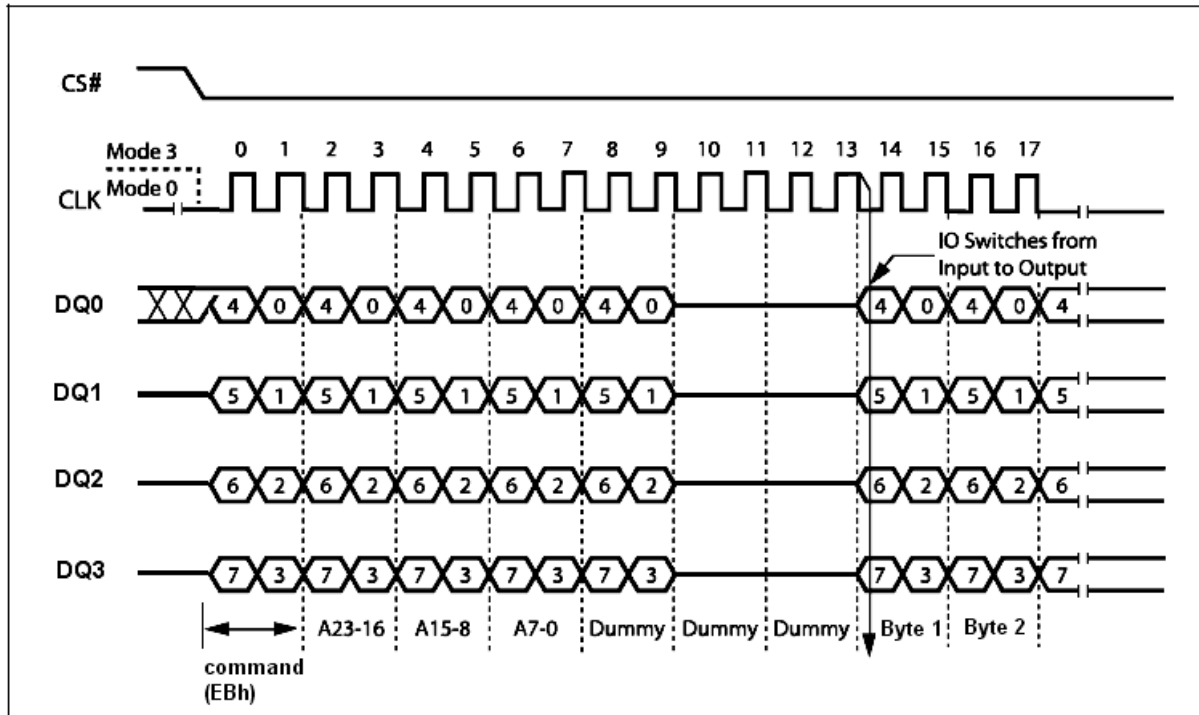 CS#
Mode 3
0 1 2 3 4 5 6 7 8 9 10 11 12 13 14 15 16 17
Mode 0
CLK
IO Switches from
Input to Output
DQ0 4 0 4 0 4 0 4 0 4 0 4 0 4 0 4
DQ1 5 1 5 1 5 1 5 1 5 1 5 1 5 1 5
DQ2 6 2 6 2 6 2 6 2 6 2 6 2 6 2 6
DQ3 7 3 7 3 7 3 7 3 7 3 7 3 7 3 7
A23-16 A15-8 A7-0 Dummy Dummy Dummy Byte 1 Byte 2
command
(EBh)